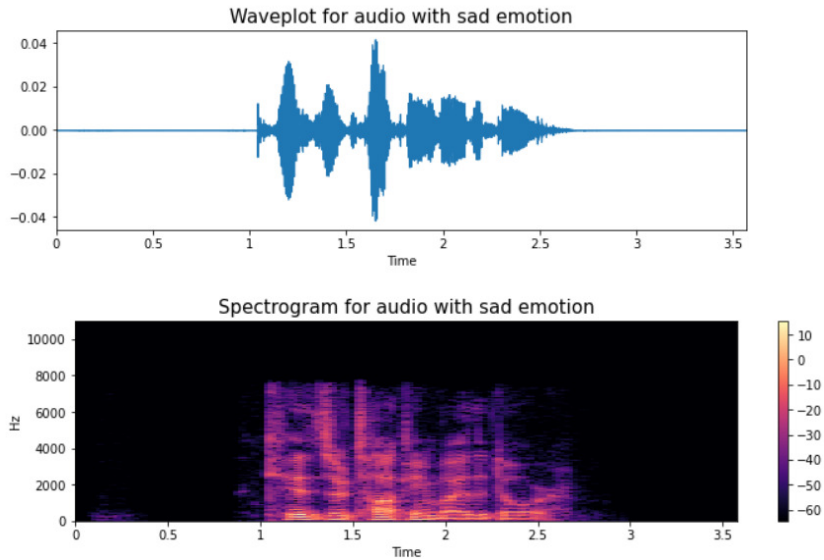 Waveplot for audio with sad emotion
0.04
0.02
0.00
−0.02
−0.04
0 0.5 1 1.5 2 2.5 3 3.5
Time
Spectrogram for audio with sad emotion
10000
8000
6000
4000
2000
0
Hz
0 0.5 1 1.5 2 2.5 3 3.5
Time
10
0
−10
−20
−30
−40
−50
−60